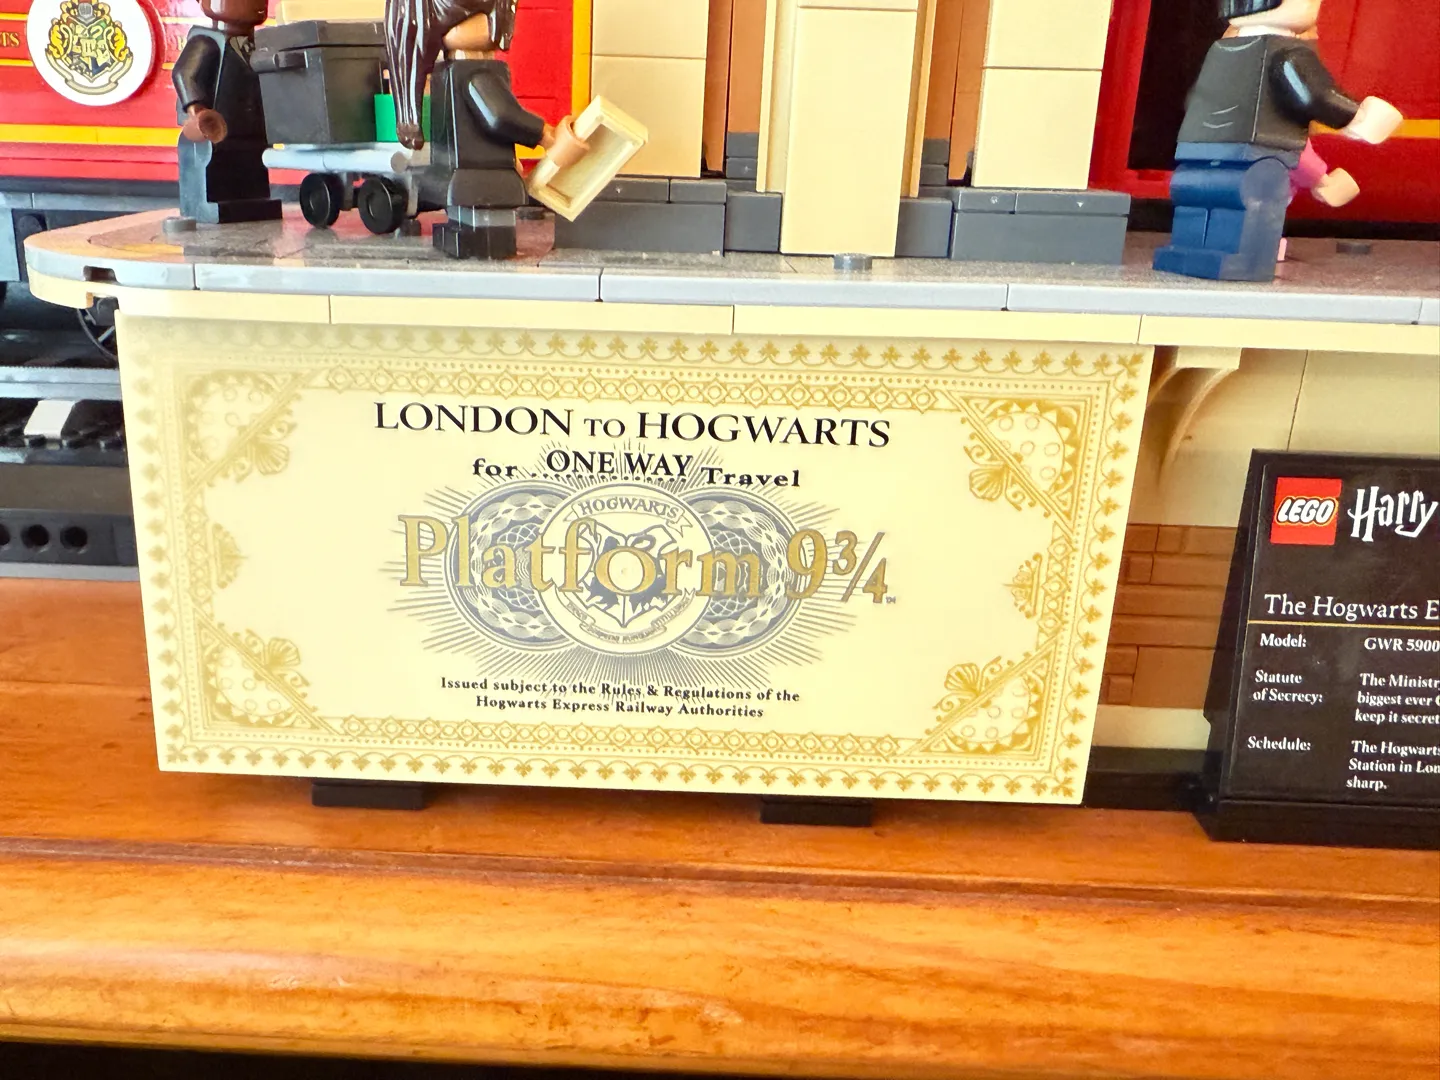 LONDON TO HOGWARTS
for ..ONE WAY.. Travel
HOGWARTS
Platform 9¾
Issued subject to the Rules & Regulations of the
Hogwarts Express Railway Authorities
LEGO Harry
The Hogwarts E
Model: GWR 5900
Statute of Secrecy: The Ministry
biggest ever
keep it secret
Schedule: The Hogwarts
Station in Lon
sharp.